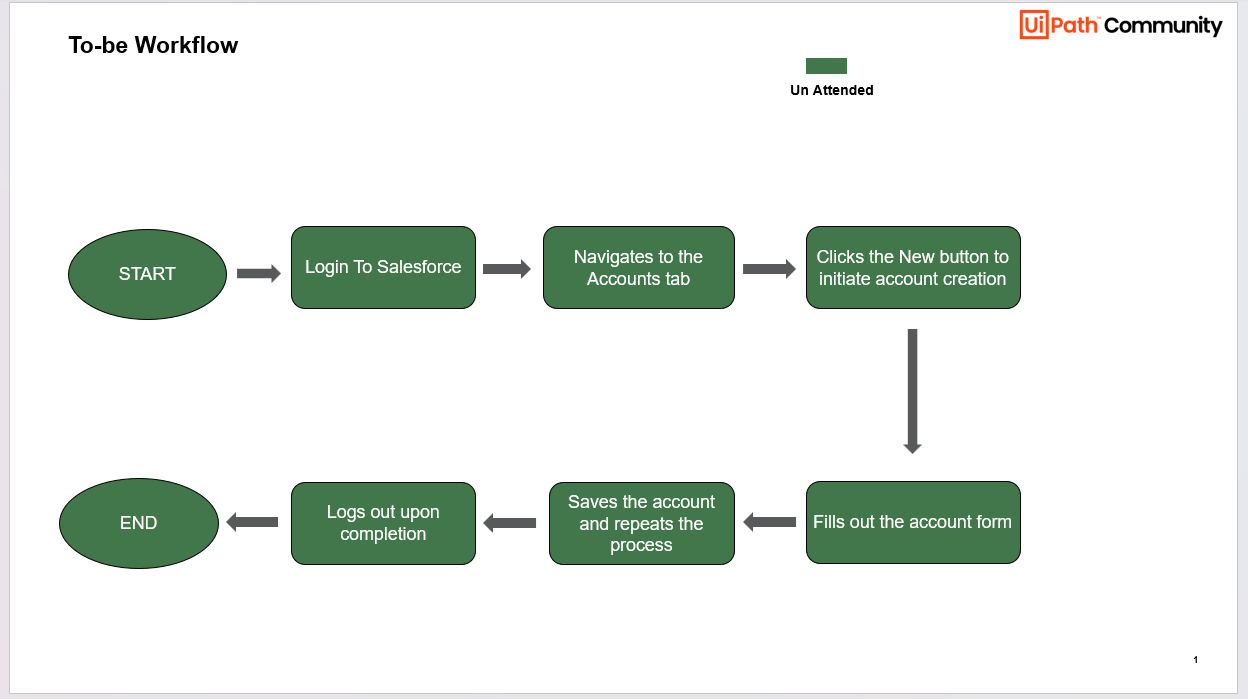 To-be Workflow
UiPath™ Community
Un Attended
START
Login To Salesforce
Navigates to the
Accounts tab
Clicks the New button to
initiate account creation
Fills out the account form
Saves the account
and repeats the
process
Logs out upon
completion
END
1